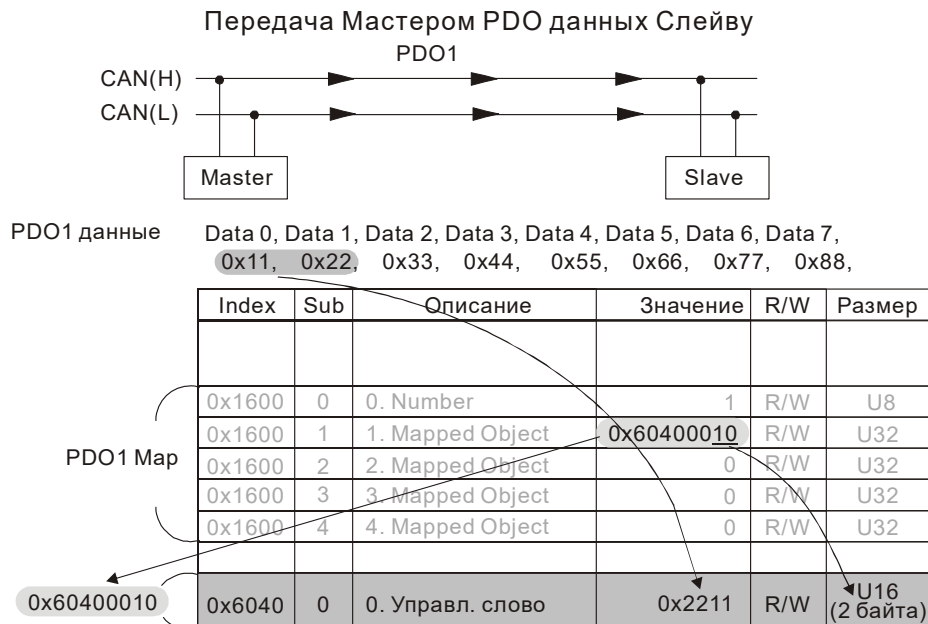 Передача Мастером PDO данных Слейву
PDO1
CAN(H)
CAN(L)
Master Slave
PDO1 данные Data 0, Data 1, Data 2, Data 3, Data 4, Data 5, Data 6, Data 7,
0x11, 0x22, 0x33, 0x44, 0x55, 0x66, 0x77, 0x88,
Index Sub Описание Значение R/W Размер
0x1600 0 0. Number 1 R/W U8
0x1600 1 1. Mapped Object 0x60400010 R/W U32
PDO1 Map
0x1600 2 2. Mapped Object 0 R/W U32
0x1600 3 3. Mapped Object 0 R/W U32
0x1600 4 4. Mapped Object 0 R/W U32
0x60400010 0x6040 0 0. Управл. слово 0x2211 R/W U16
(2 байта)